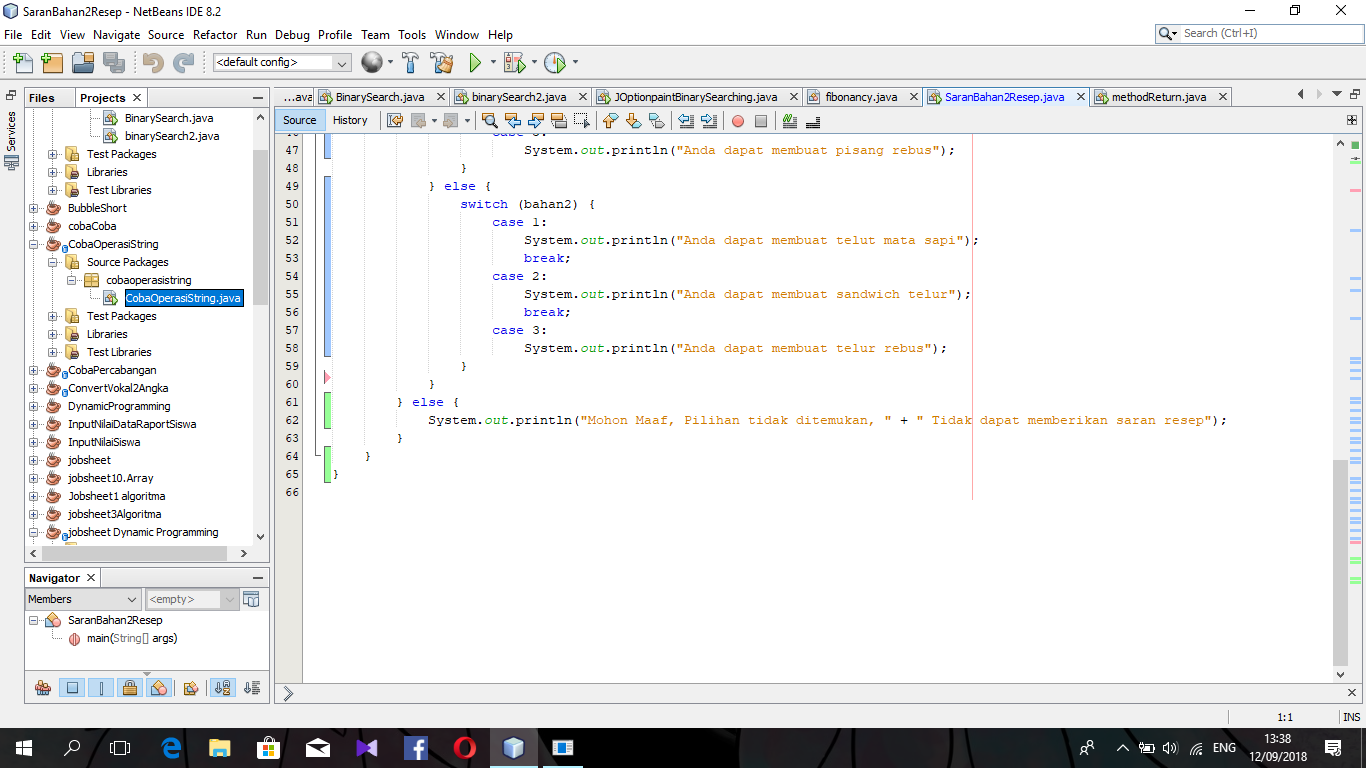 SaranBahan2Resep - NetBeans IDE 8.2
File Edit View Navigate Source Refactor Run Debug Profile Team Tools Window Help
Search (Ctrl+I)
<default config>
Services
Files Projects
BinarySearch.java
binarySearch2.java
Test Packages
Libraries
Test Libraries
BubbleShort
cobaCoba
CobaOperasiString
Source Packages
cobaoperasistring
CobaOperasiString.java
Test Packages
Libraries
Test Libraries
CobaPercabangan
ConvertVokal2Angka
DynamicProgramming
InputNilaiDataRaportSiswa
InputNilaiSiswa
jobsheet
jobsheet10.Array
Jobsheet1 algoritma
jobsheet3Algoritma
jobsheet Dynamic Programming
Navigator
Members <empty>
SaranBahan2Resep
main(String[] args)
...ava BinarySearch.java binarySearch2.java JOptionpaintBinarySearching.java fibonancy.java SaranBahan2Resep.java methodReturn.java
Source History
47 System.out.println("Anda dapat membuat pisang rebus");
48 }
49 } else {
50 switch (bahan2) {
51 case 1:
52 System.out.println("Anda dapat membuat telut mata sapi");
53 break;
54 case 2:
55 System.out.println("Anda dapat membuat sandwich telur");
56 break;
57 case 3:
58 System.out.println("Anda dapat membuat telur rebus");
59 }
60 }
61 } else {
62 System.out.println("Mohon Maaf, Pilihan tidak ditemukan, " + " Tidak dapat memberikan saran resep");
63 }
64 }
65 }
66
1:1 INS
ENG
13:38
12/09/2018